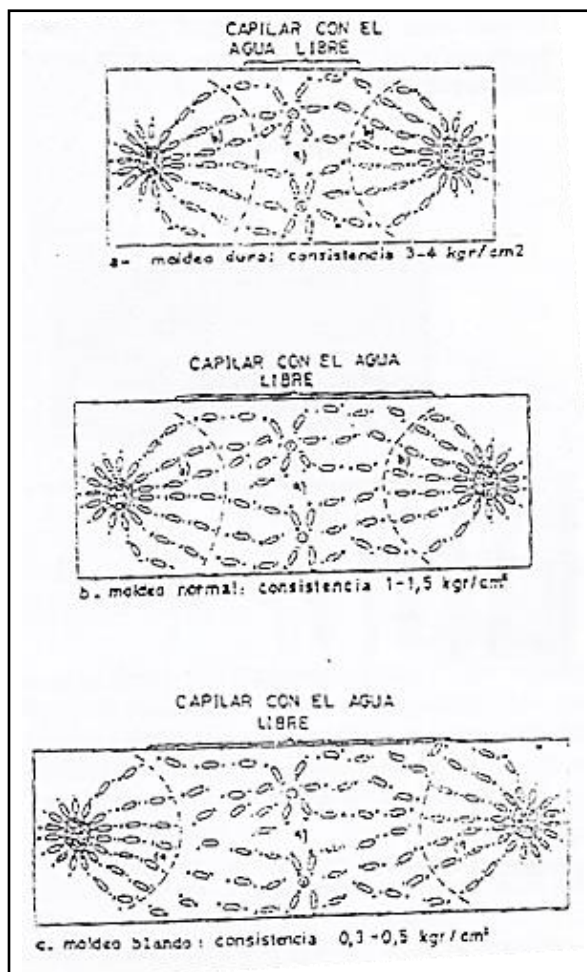 CAPILAR CON EL
AGUA LIBRE
a- moldeo duro: consistencia 3-4 kgr/cm2
CAPILAR CON EL AGUA
LIBRE
b. moldeo normal: consistencia 1-1,5 kgr/cm²
CAPILAR CON EL AGUA
LIBRE
c. moldeo blando: consistencia 0,3-0,5 kgr/cm²